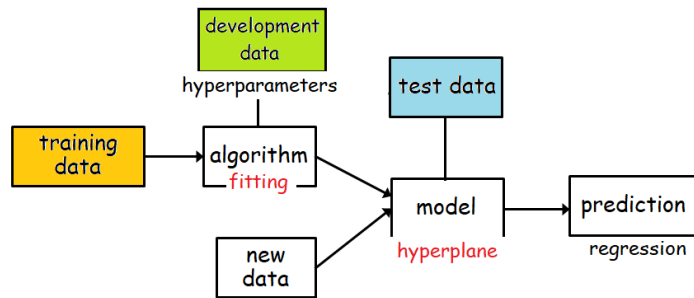 development
data
hyperparameters
test data
training
data
algorithm
fitting
model
hyperplane
prediction
regression
new
data